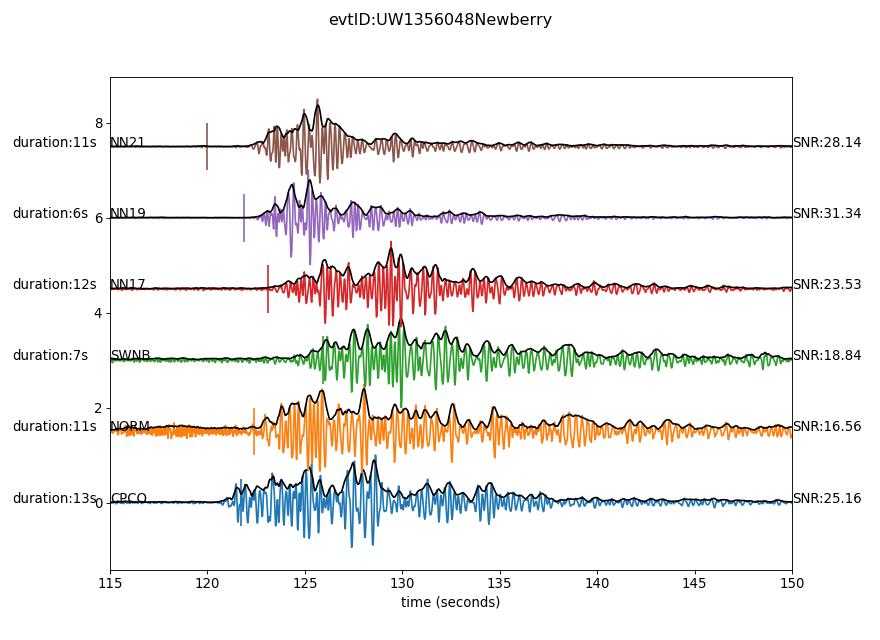 evtID:UW1356048Newberry
8
duration:11s NN21 SNR:28.14
duration:6s NN19 SNR:31.34
6
duration:12s NN17 SNR:23.53
4
duration:7s SWNB SNR:18.84
2
duration:11s NORM SNR:16.56
duration:13s CPCO SNR:25.16
0
115 120 125 130 135 140 145 150
time (seconds)